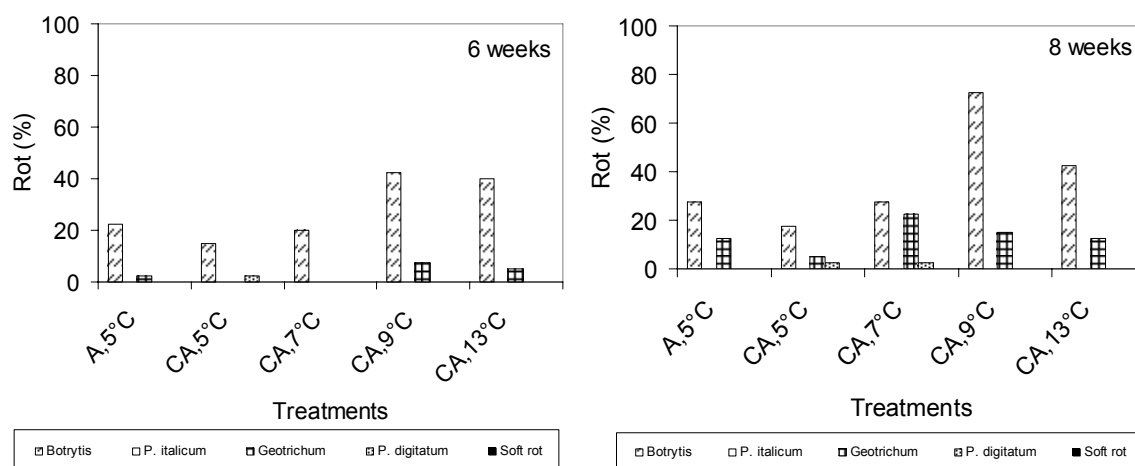 6 weeks
Rot (%)
100
80
60
40
20
0
A,5°C
CA,5°C
CA,7°C
CA,9°C
CA,13°C
Treatments
Botrytis P. italicum Geotrichum P. digitatum Soft rot
8 weeks
Rot (%)
100
80
60
40
20
0
A,5°C
CA,5°C
CA,7°C
CA,9°C
CA,13°C
Treatments
Botrytis P. italicum Geotrichum P. digitatum Soft rot